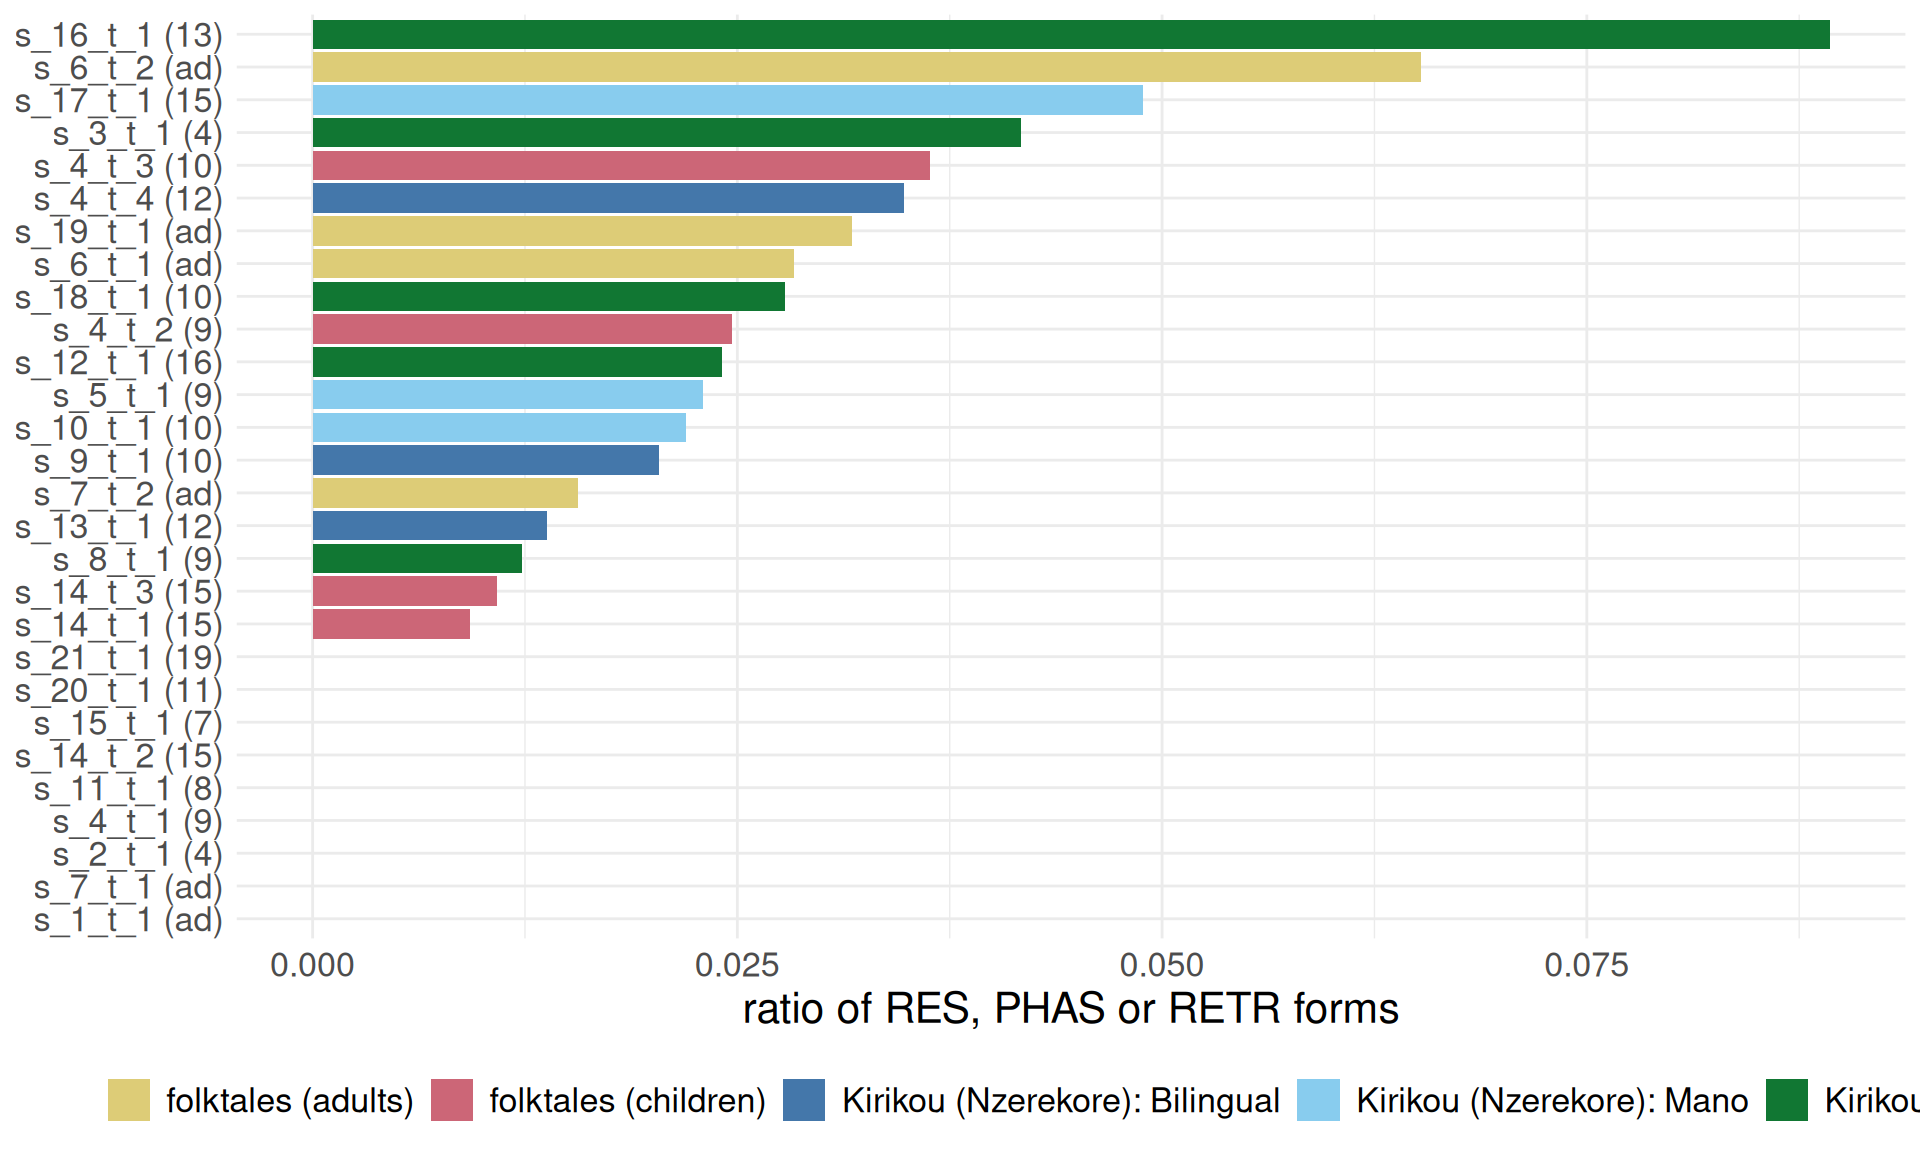 s_16_t_1 (13)
s_6_t_2 (ad)
s_17_t_1 (15)
s_3_t_1 (4)
s_4_t_3 (10)
s_4_t_4 (12)
s_19_t_1 (ad)
s_6_t_1 (ad)
s_18_t_1 (10)
s_4_t_2 (9)
s_12_t_1 (16)
s_5_t_1 (9)
s_10_t_1 (10)
s_9_t_1 (10)
s_7_t_2 (ad)
s_13_t_1 (12)
s_8_t_1 (9)
s_14_t_3 (15)
s_14_t_1 (15)
s_21_t_1 (19)
s_20_t_1 (11)
s_15_t_1 (7)
s_14_t_2 (15)
s_11_t_1 (8)
s_4_t_1 (9)
s_2_t_1 (4)
s_7_t_1 (ad)
s_1_t_1 (ad)
0.000 0.025 0.050 0.075
ratio of RES, PHAS or RETR forms
folktales (adults) folktales (children) Kirikou (Nzerekore): Bilingual Kirikou (Nzerekore): Mano Kirikou